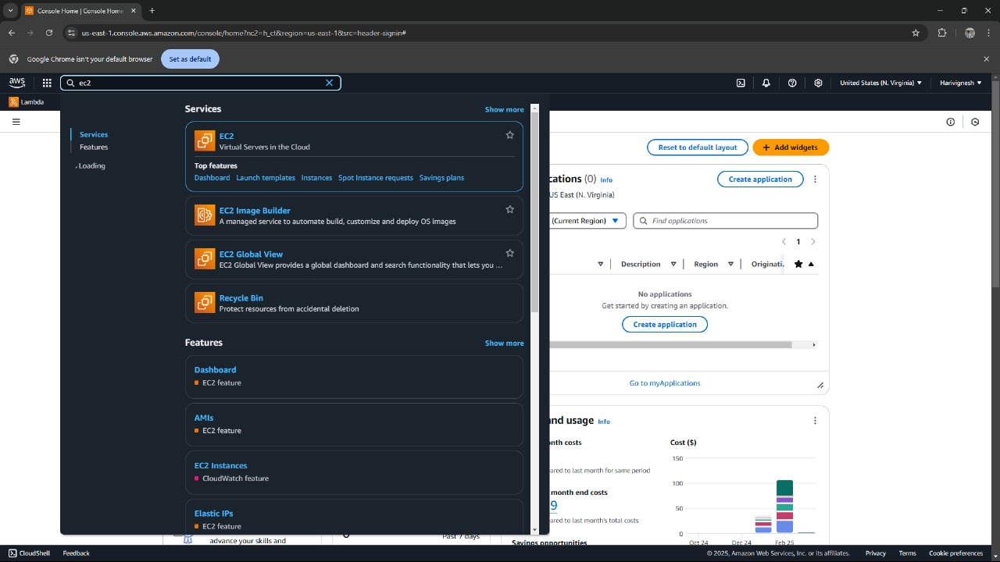 Console Home | Console Home
us-east-1.console.aws.amazon.com/console/home?nc2=h_ct&region=us-east-1&src=header-signin#
Google Chrome isn't your default browser
Set as default
aws
ec2
United States (N. Virginia)
Harivignesh
Lambda
Services
Show more
Services
Features
Loading
EC2
Virtual Servers in the Cloud
Top features
Dashboard Launch templates Instances Spot Instance requests Savings plans
EC2 Image Builder
A managed service to automate build, customize and deploy OS images
EC2 Global View
EC2 Global View provides a global dashboard and search functionality that lets you ...
Recycle Bin
Protect resources from accidental deletion
Features
Show more
Dashboard
EC2 feature
AMIs
EC2 feature
EC2 Instances
CloudWatch feature
Elastic IPs
EC2 feature
Reset to default layout
+ Add widgets
cations (0) Info
Create application
US East (N. Virginia)
(Current Region)
Find applications
1
Description Region Originati.
No applications
Get started by creating an application.
Create application
Go to myApplications
nd usage Info
onth costs
ared to last month for same period
month end costs
9
ared to last month's total costs
Savings opportunities
Cost ($)
150
100
50
0
Oct 24 Dec 24 Feb 25
advance your skills and
0
Past 7 days
CloudShell Feedback
© 2025, Amazon Web Services, Inc. or its affiliates. Privacy Terms Cookie preferences